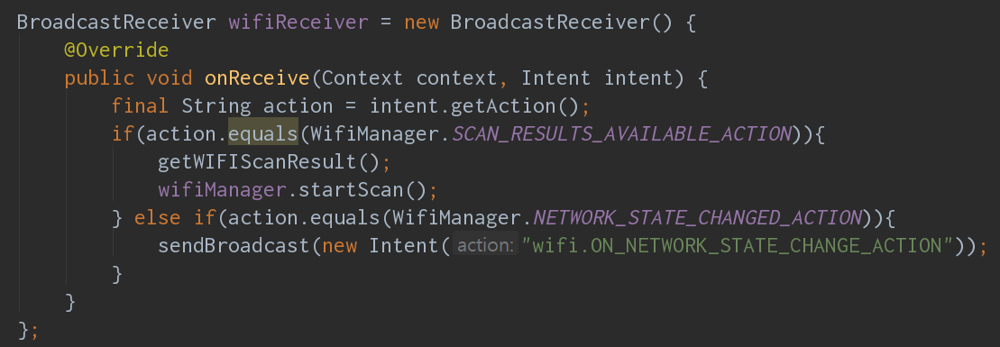 BroadcastReceiver wifiReceiver = new BroadcastReceiver() {
    @Override
    public void onReceive(Context context, Intent intent) {
        final String action = intent.getAction();
        if(action.equals(WifiManager.SCAN_RESULTS_AVAILABLE_ACTION)){
            getWIFIScanResult();
            wifiManager.startScan();
        } else if(action.equals(WifiManager.NETWORK_STATE_CHANGED_ACTION)){
            sendBroadcast(new Intent( action: "wifi.ON_NETWORK_STATE_CHANGE_ACTION"));
        }
    }
};